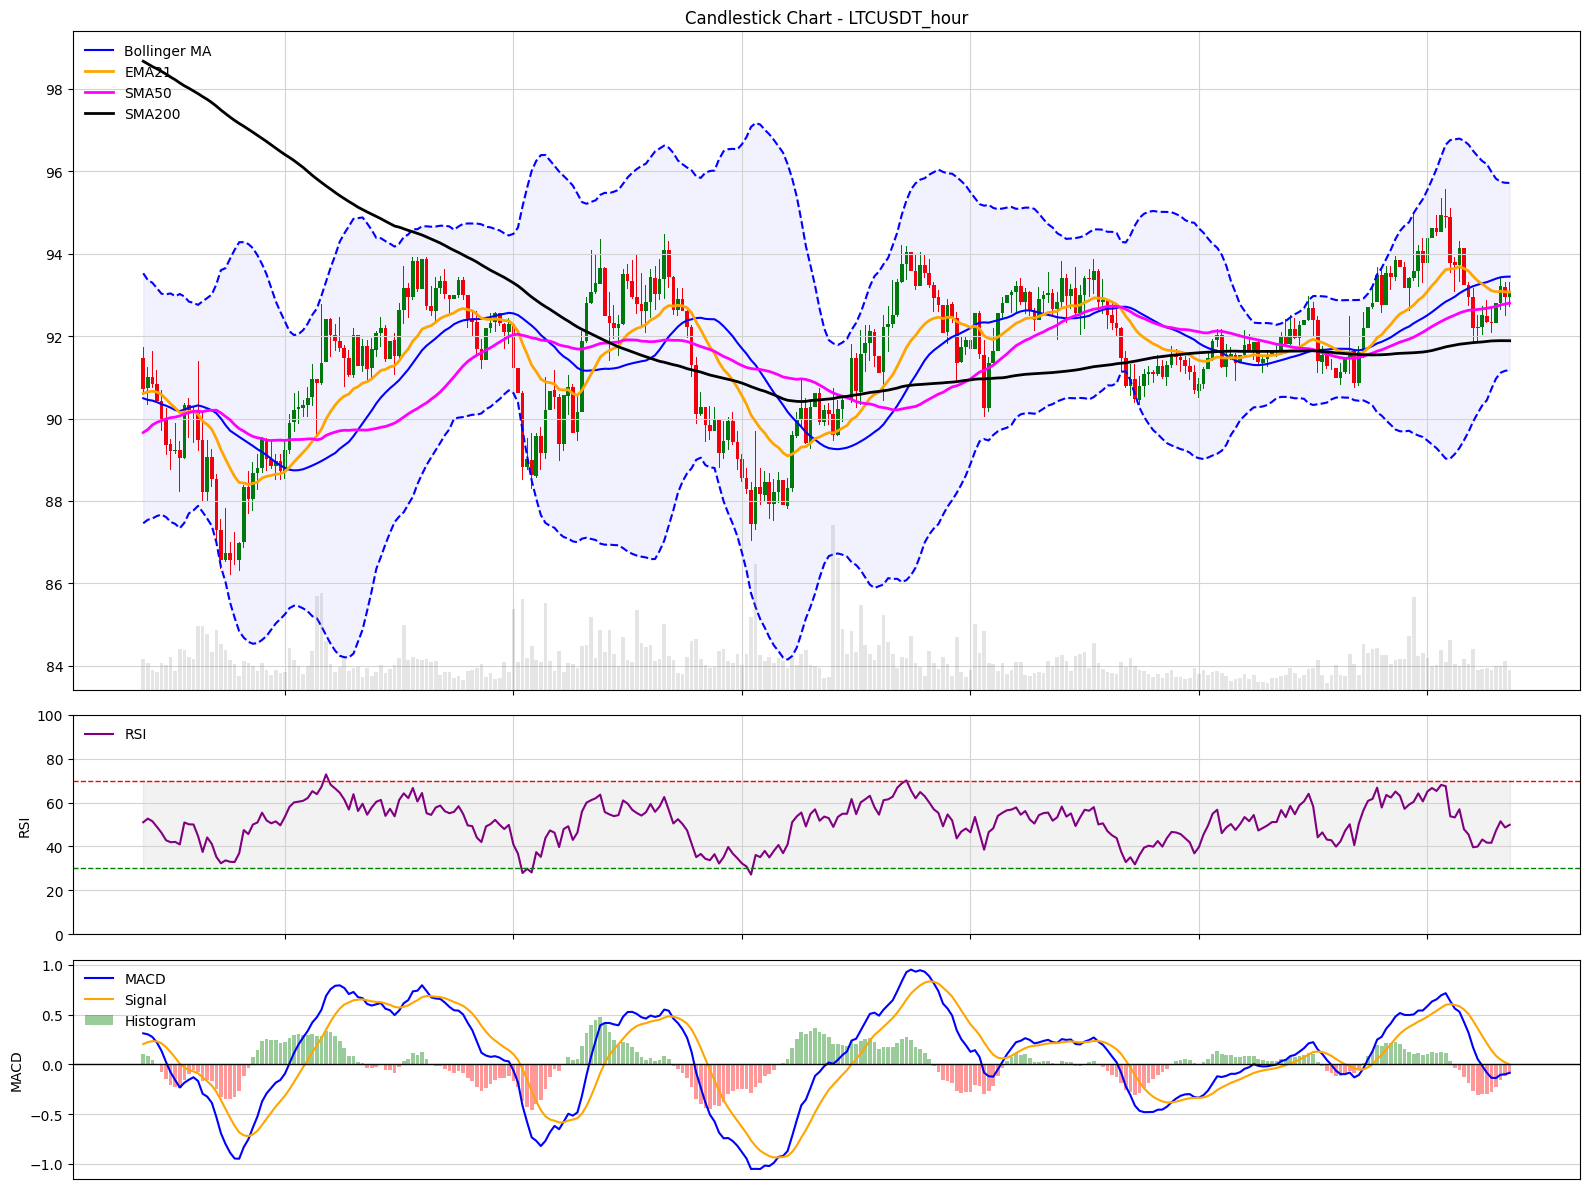 Candlestick Chart - LTCUSDT_hour
Bollinger MA
EMA21
SMA50
SMA200
98
96
94
92
90
88
86
84
RSI
100
80
60
40
20
0
RSI
MACD
Signal
Histogram
1.0
0.5
0.0
−0.5
−1.0
MACD